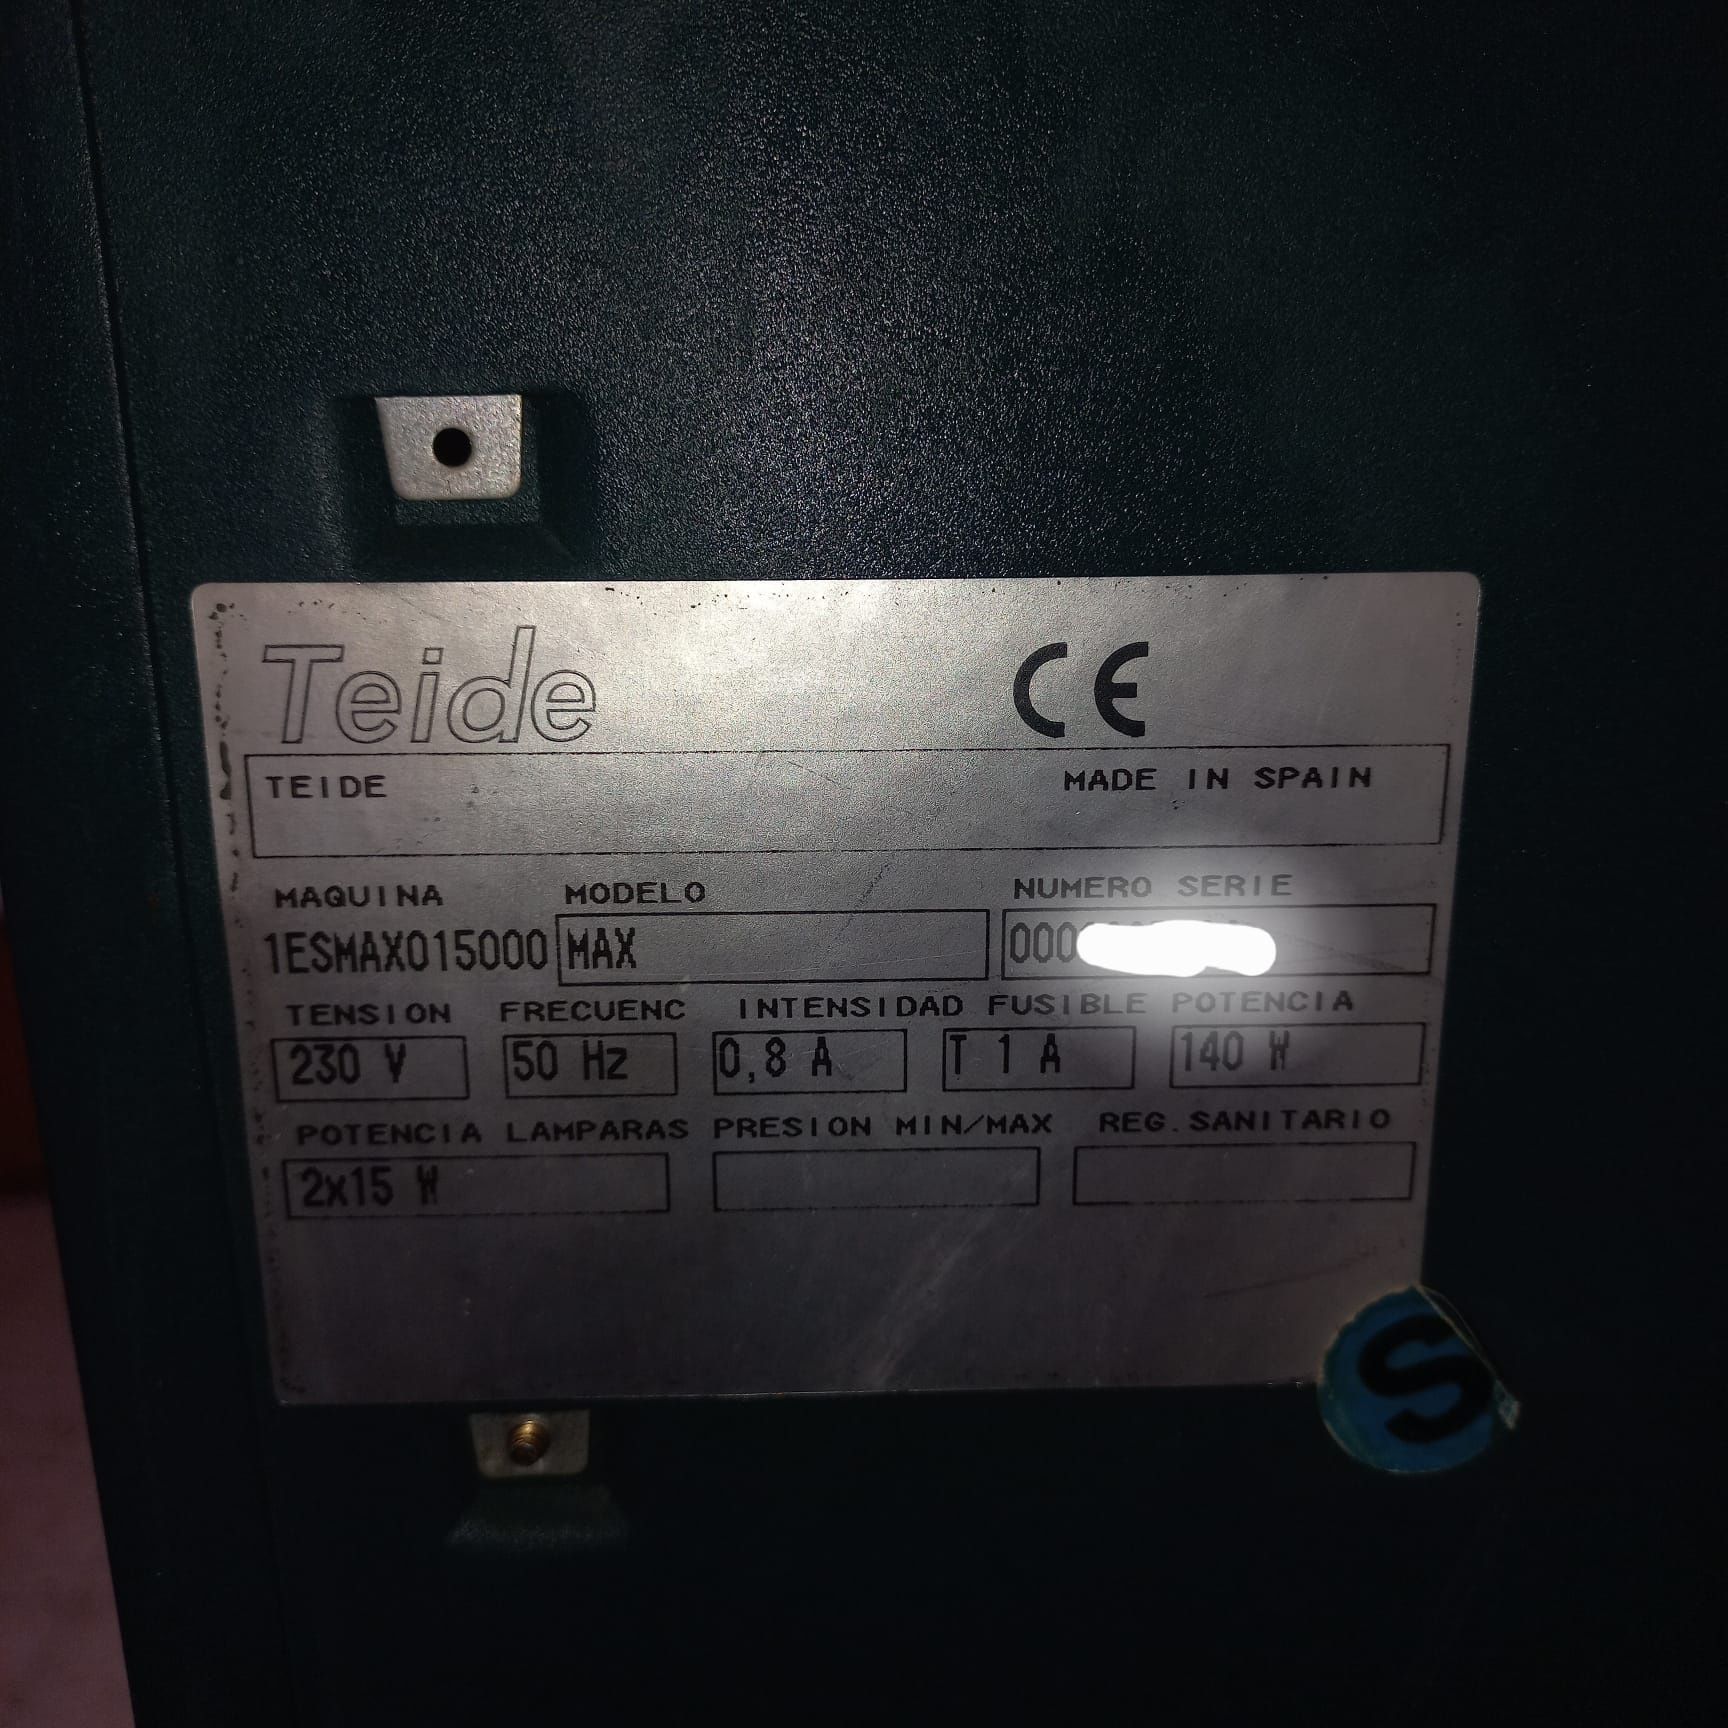 Teide CE
TEIDE MADE IN SPAIN
MAQUINA MODELO NUMERO SERIE
1ESMAX015000 MAX 000
TENSION FRECUENC INTENSIDAD FUSIBLE POTENCIA
230 V 50 Hz 0,8 A T 1 A 140 W
POTENCIA LAMPARAS PRESION MIN/MAX REG.SANITARIO
2x15 W
S